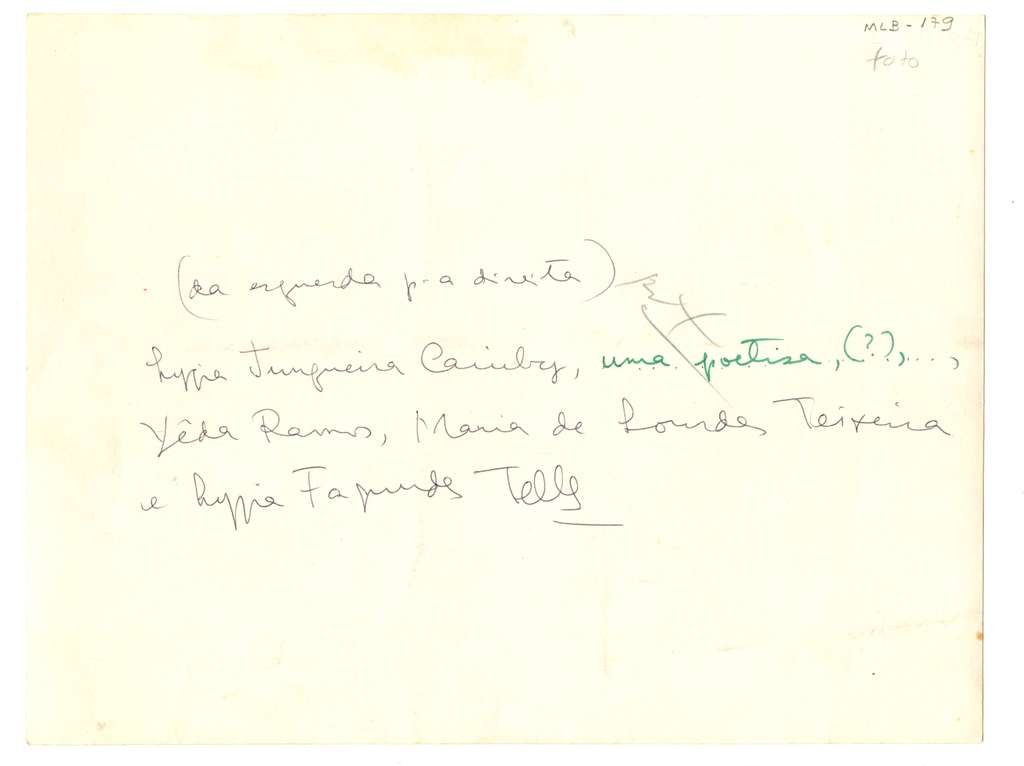 MLB - 179
foto
(da esquerda p-a direita)
Lygia Junqueira Caiuby, uma poetisa, (??), ...,
Yêda Ramos, Maria de Lourdes Teixeira
e Lygia Fagundes Telles